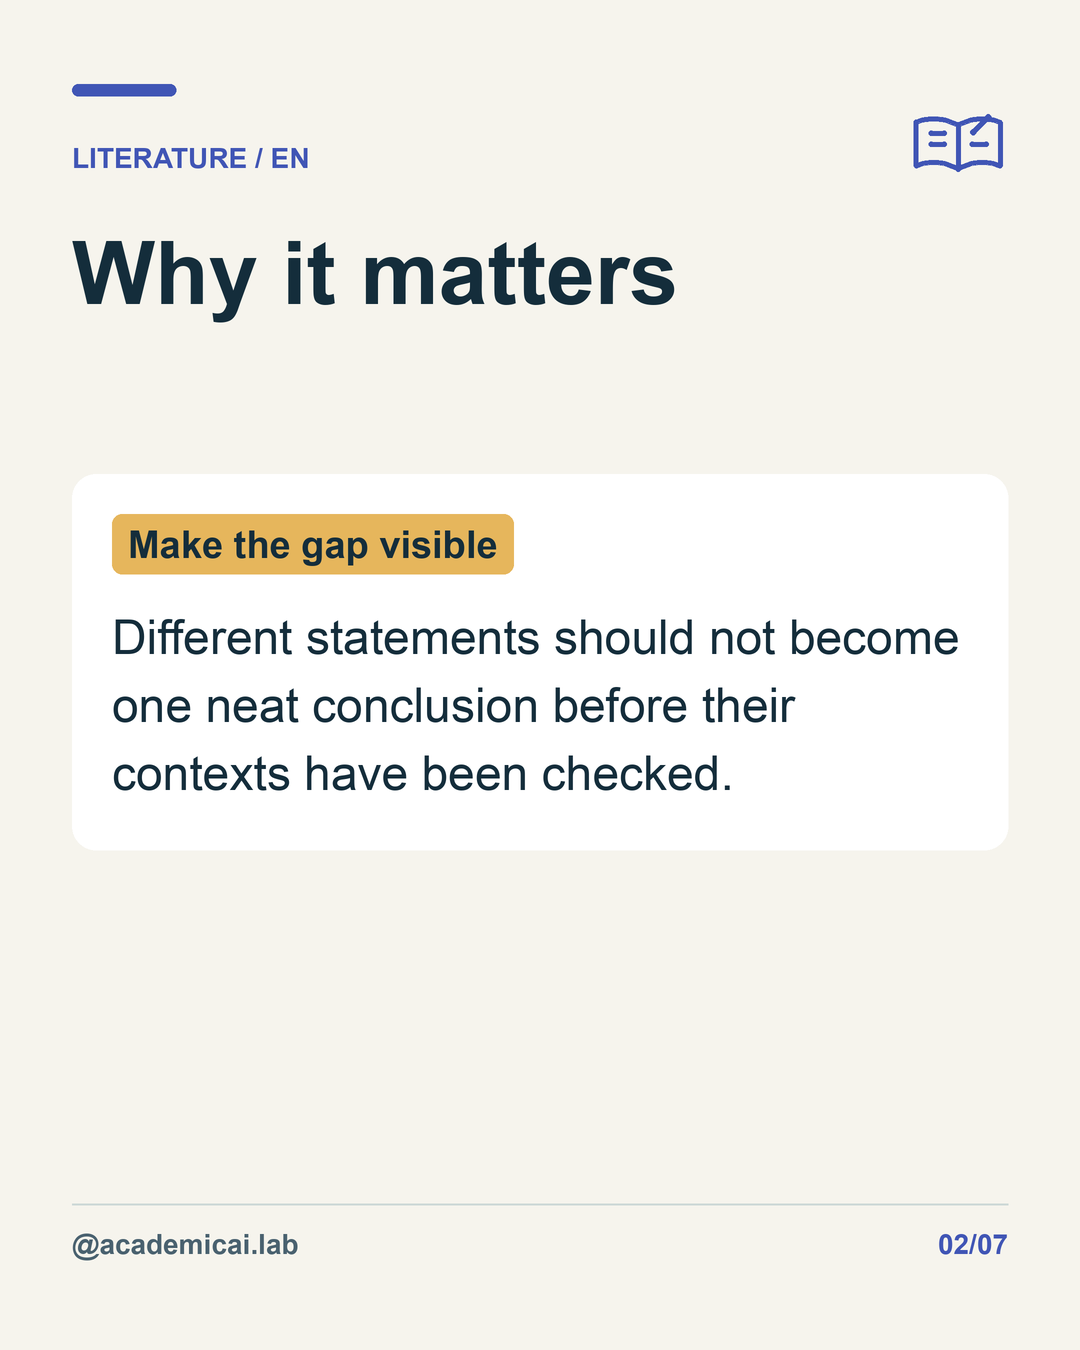 LITERATURE / EN
Why it matters
Make the gap visible
Different statements should not become
one neat conclusion before their
contexts have been checked.
@academicai.lab
02/07